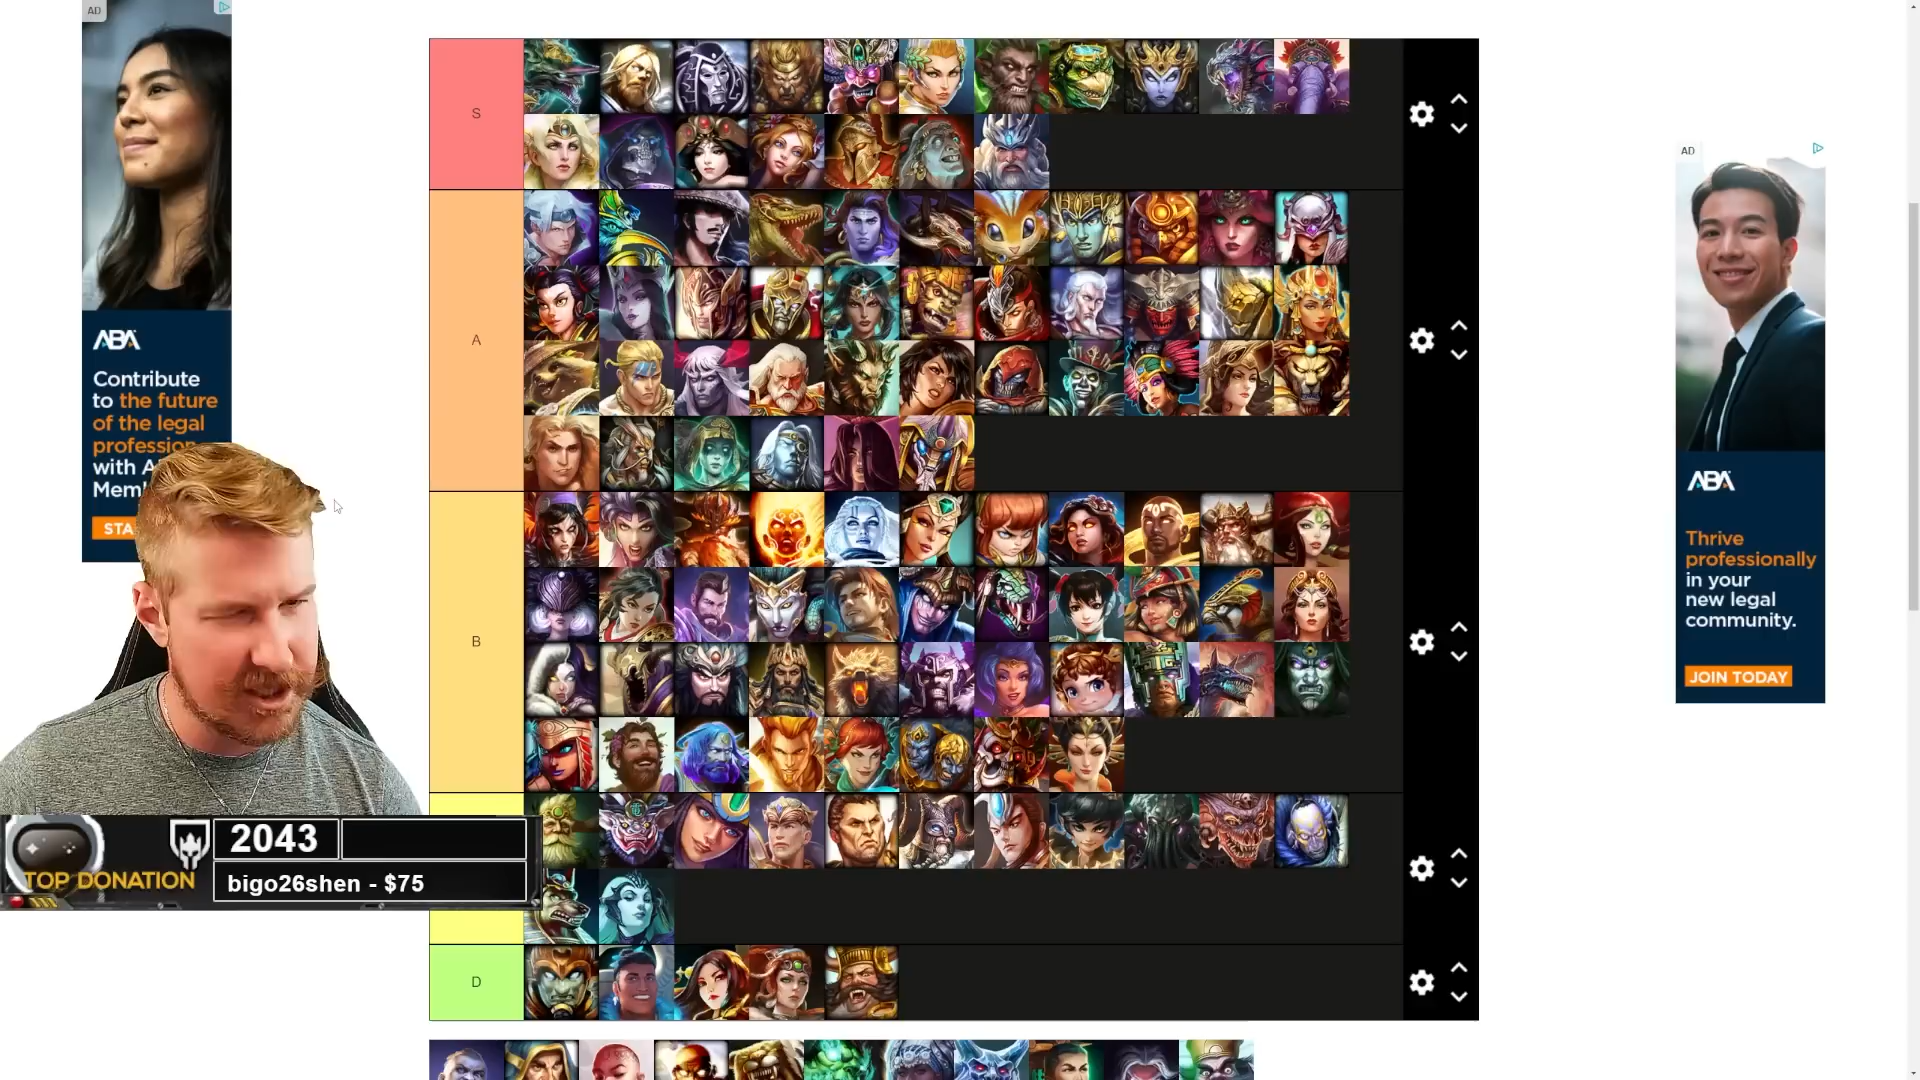 AD
ABA
Contribute
to the future
of the legal
profession
with A
Mem
STA
S
A
B
D
TOP DONATION
2043
bigo26shen - $75
AD
ABA
Thrive
professionally
in your
new legal
community.
JOIN TODAY